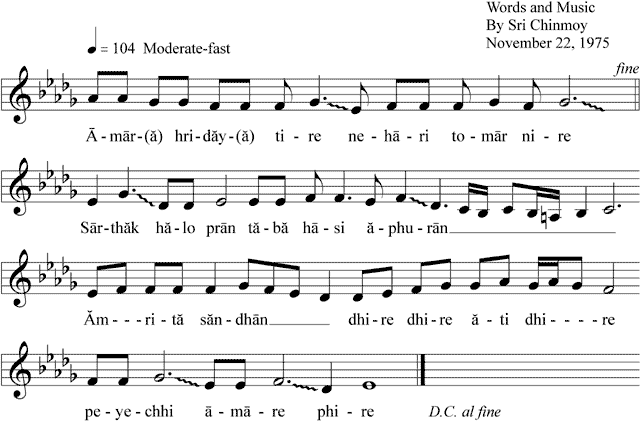 Words and Music
By Sri Chinmoy
November 22, 1975
= 104 Moderate-fast
fine
Ā-mār-(ă) hri-dăy-(ă) ti-re ne-hā-ri to-mār ni-re
Sār-thăk hă-lo prān tă-bă hā-si ă-phu-rān
Ăm---ri-tă săn-dhān dhi-re dhi-re ă-ti dhi----re
pe-ye-chhi ā-mā-re phi-re D.C. al fine